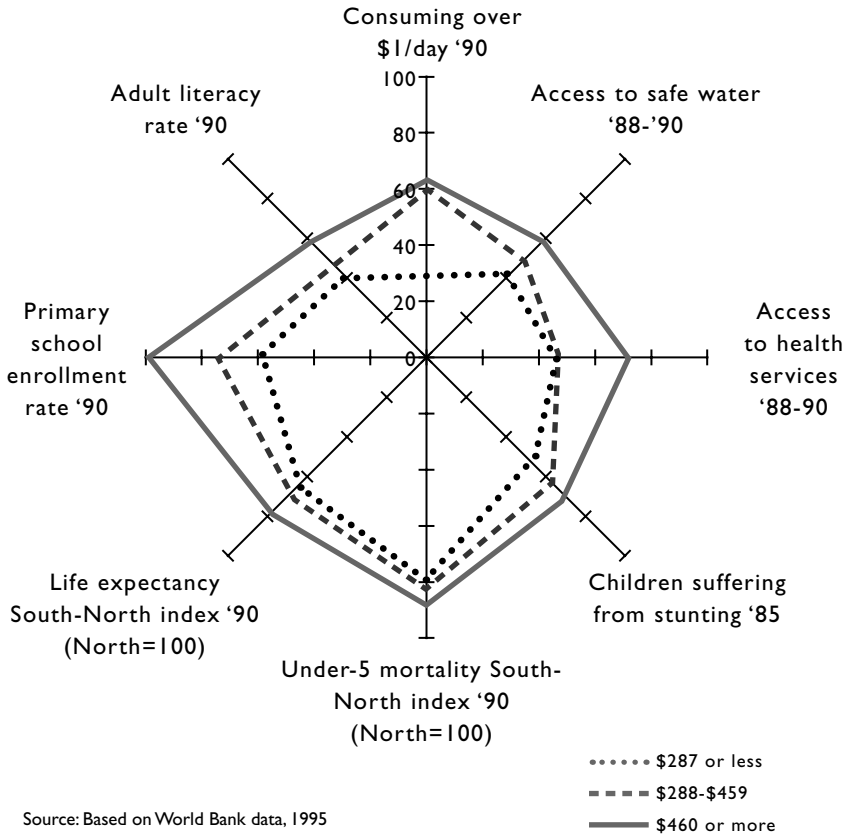 Consuming over
$1/day ‘90
Adult literacy
rate ‘90
Access to safe water
‘88-’90
100
80
60
40
20
0
Primary
school
enrollment
rate ‘90
Access
to health
services
‘88-90
Life expectancy
South-North index ‘90
(North=100)
Children suffering
from stunting ‘85
Under-5 mortality South-
North index ‘90
(North=100)
$287 or less
$288-$459
$460 or more
Source: Based on World Bank data, 1995